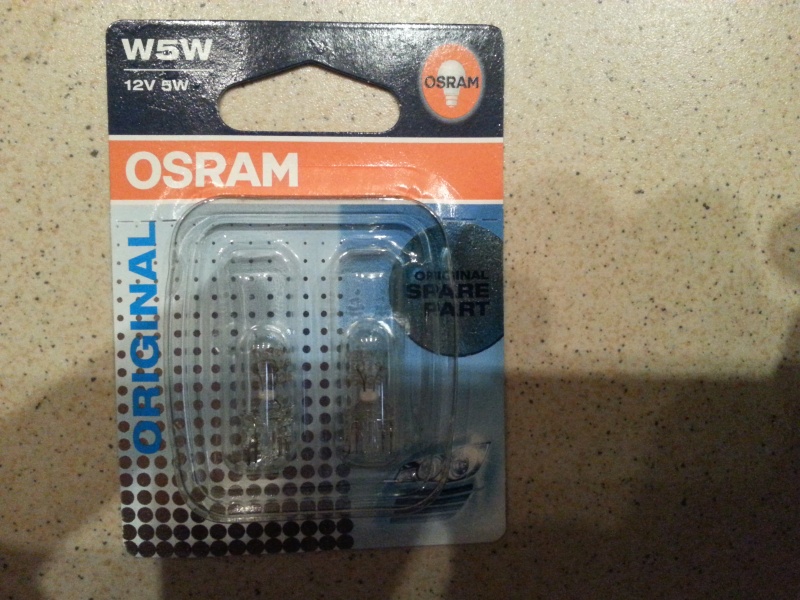 W5W
12V 5W
OSRAM
OSRAM
ORIGINAL
ORIGINAL
SPARE
PART